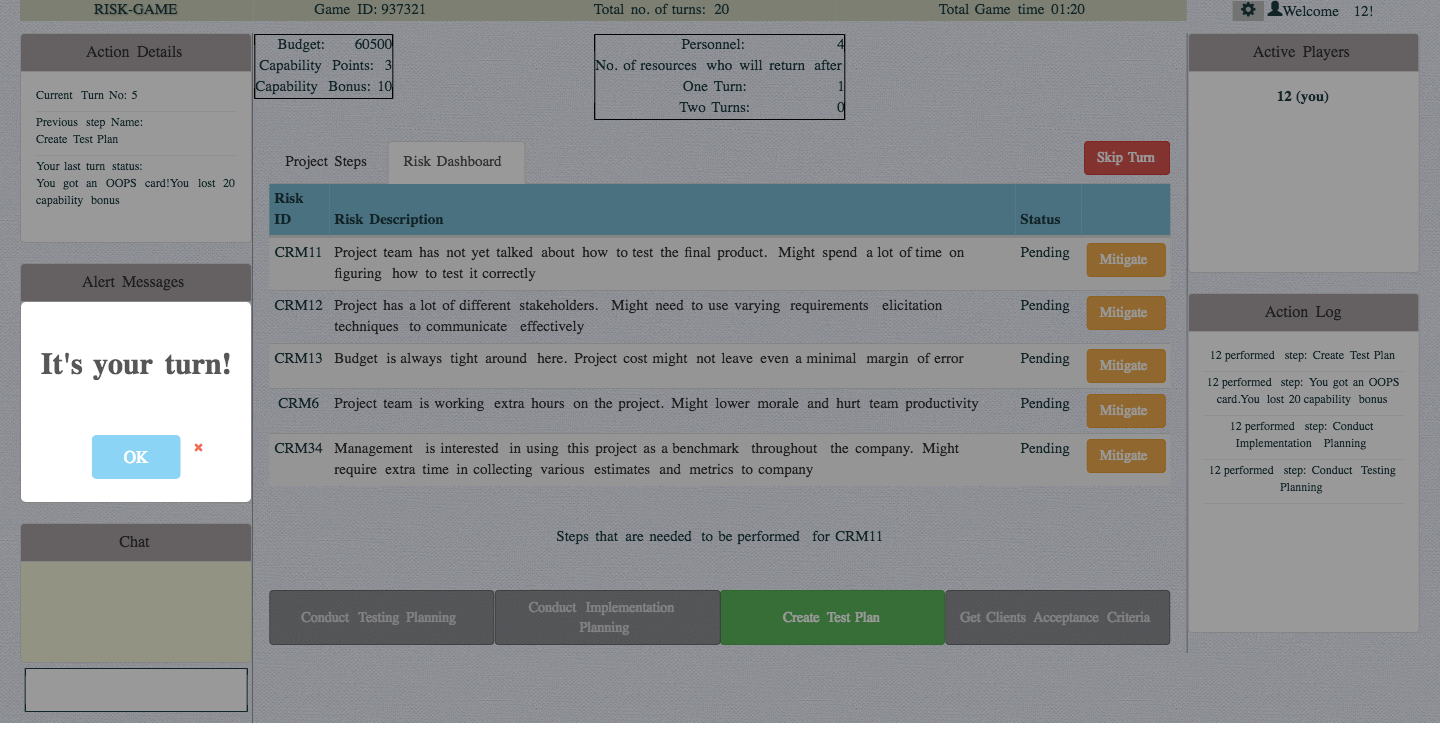 RISK-GAME
Game ID: 937321
Total no. of turns: 20
Total Game time 01:20
Welcome 12!
Action Details
Current Turn No: 5
Previous step Name:
Create Test Plan
Your last turn status:
You got an OOPS card!You lost 20
capability bonus
Alert Messages
It's your turn!
OK
Chat
Budget: 60500
Capability Points: 3
Capability Bonus: 10
Personnel: 4
No. of resources who will return after
One Turn: 1
Two Turns: 0
Project Steps
Risk Dashboard
Skip Turn
Risk
ID
Risk Description
Status
CRM11 Project team has not yet talked about how to test the final product. Might spend a lot of time on
figuring how to test it correctly
Pending
Mitigate
CRM12 Project has a lot of different stakeholders. Might need to use varying requirements elicitation
techniques to communicate effectively
Pending
Mitigate
CRM13 Budget is always tight around here. Project cost might not leave even a minimal margin of error
Pending
Mitigate
CRM6 Project team is working extra hours on the project. Might lower morale and hurt team productivity
Pending
Mitigate
CRM34 Management is interested in using this project as a benchmark throughout the company. Might
require extra time in collecting various estimates and metrics to company
Pending
Mitigate
Steps that are needed to be performed for CRM11
Conduct Testing Planning
Conduct Implementation
Planning
Create Test Plan
Get Clients Acceptance Criteria
Active Players
12 (you)
Action Log
12 performed step: Create Test Plan
12 performed step: You got an OOPS
card.You lost 20 capability bonus
12 performed step: Conduct
Implementation Planning
12 performed step: Conduct Testing
Planning